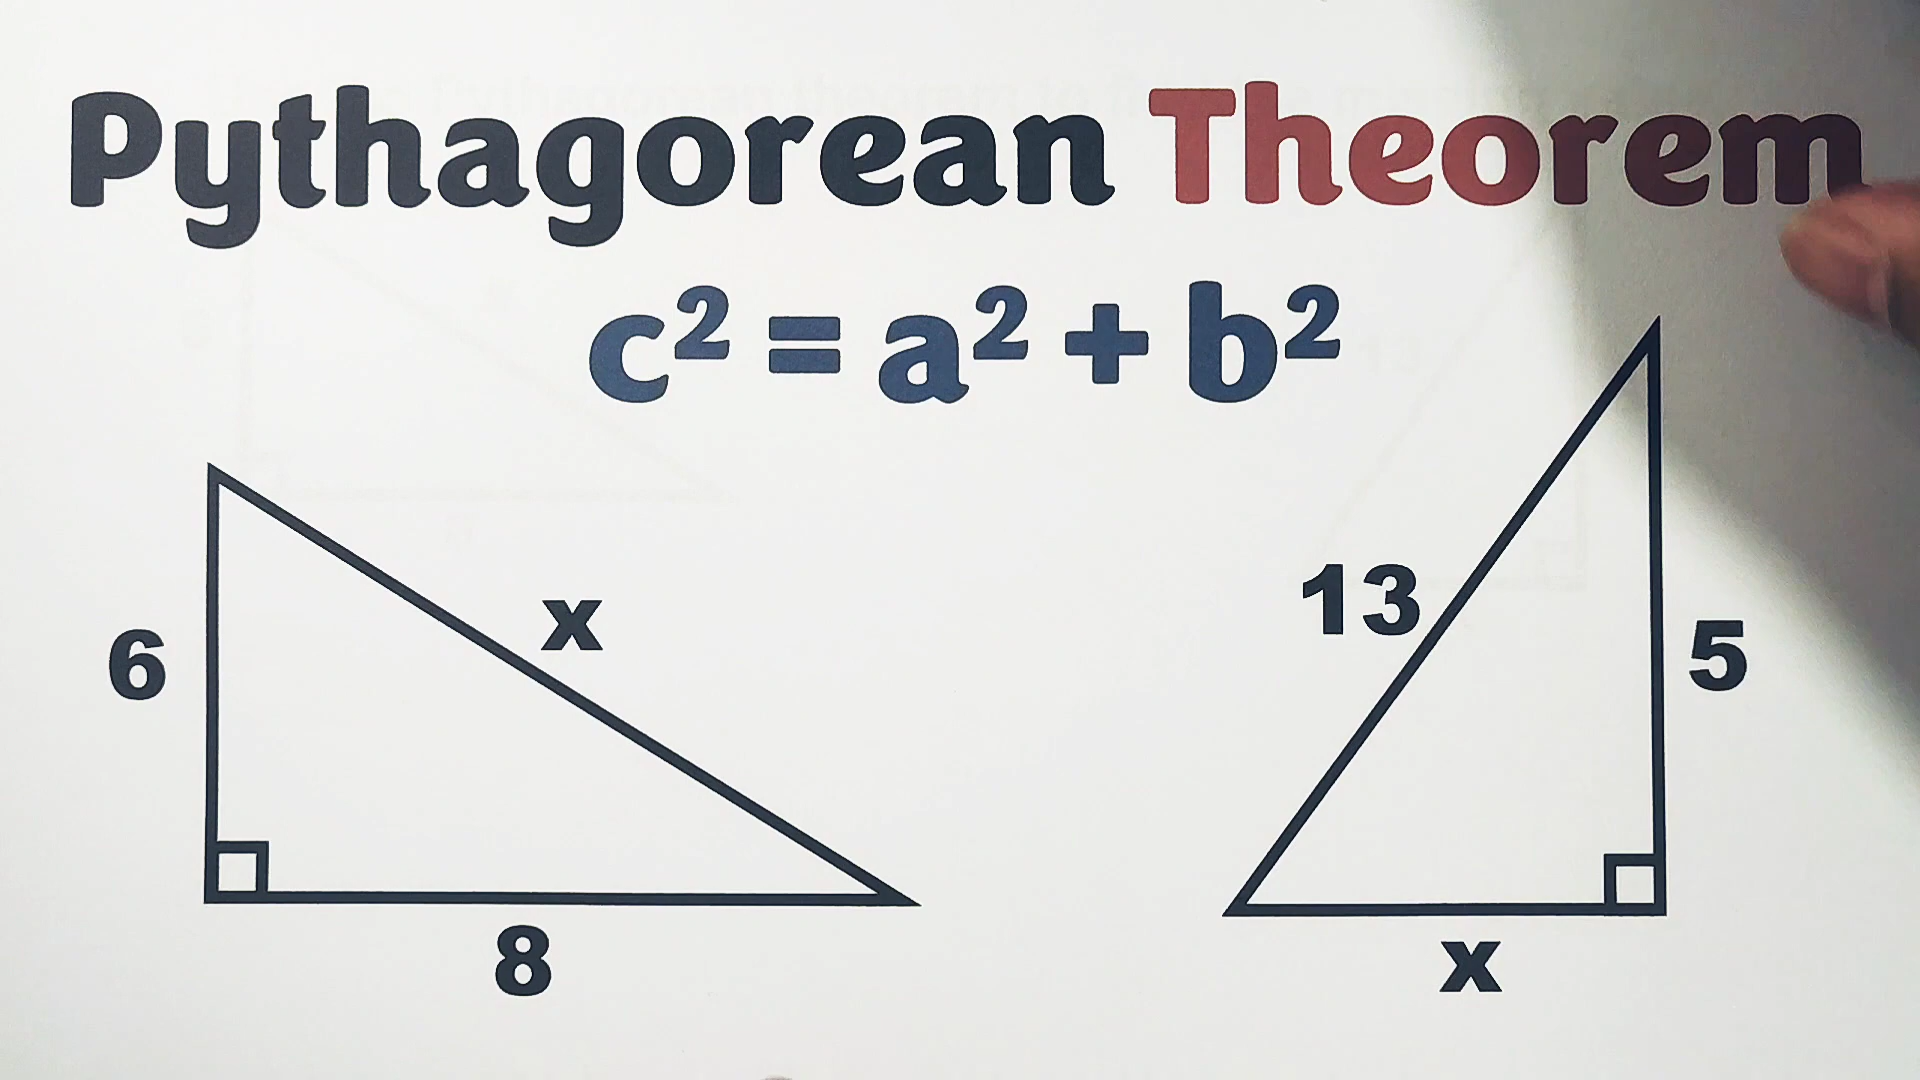 Pythagorean Theorem
c² = a² + b²
6
x
8
13
5
x